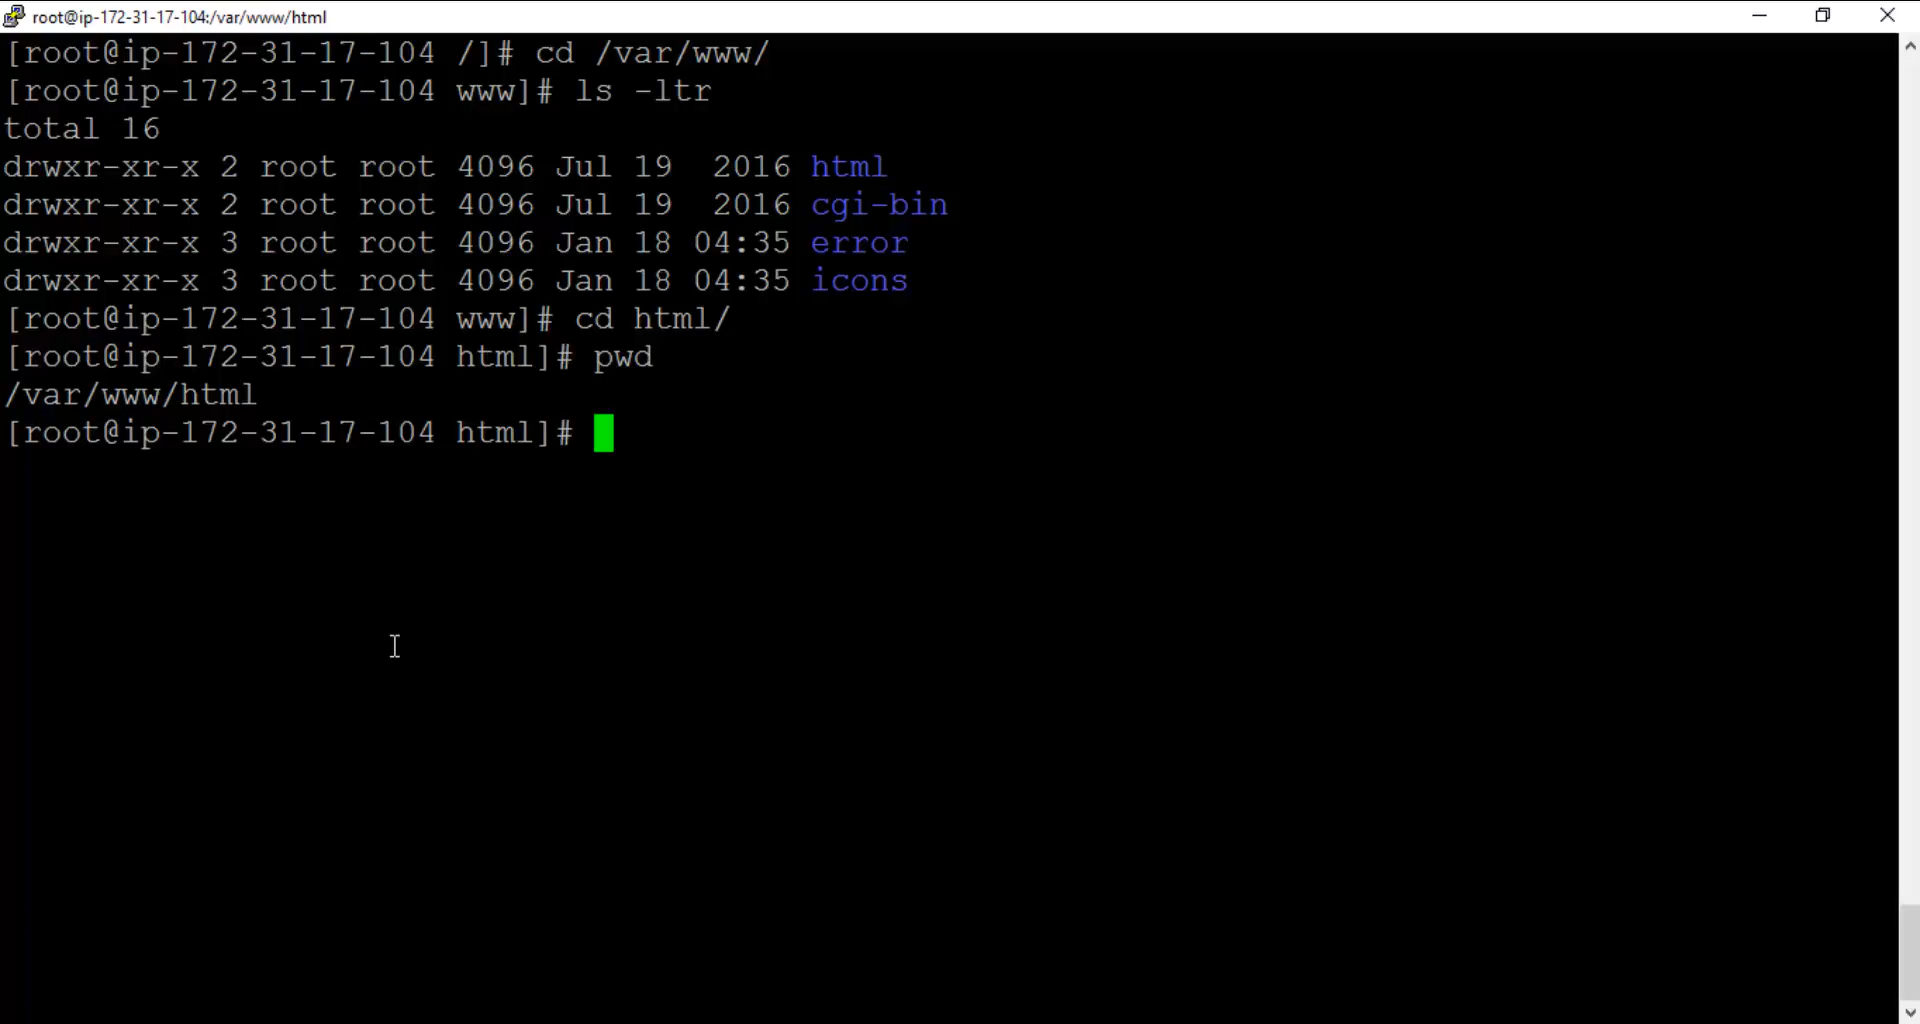 root@ip-172-31-17-104:/var/www/html
[root@ip-172-31-17-104 /]# cd /var/www/
[root@ip-172-31-17-104 www]# ls -ltr
total 16
drwxr-xr-x 2 root root 4096 Jul 19  2016 html
drwxr-xr-x 2 root root 4096 Jul 19  2016 cgi-bin
drwxr-xr-x 3 root root 4096 Jan 18 04:35 error
drwxr-xr-x 3 root root 4096 Jan 18 04:35 icons
[root@ip-172-31-17-104 www]# cd html/
[root@ip-172-31-17-104 html]# pwd
/var/www/html
[root@ip-172-31-17-104 html]#